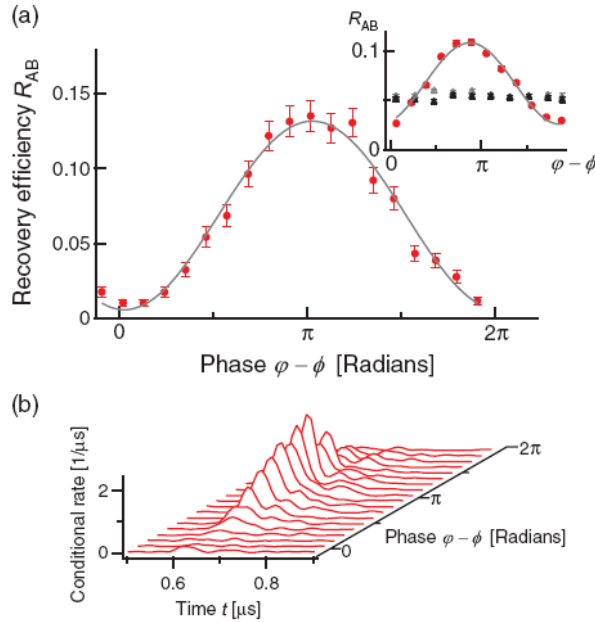 (a)
R_AB
0.1
0
0
π
φ – ϕ
Recovery efficiency R_AB
0.15
0.10
0.05
0
0
π
2π
Phase φ – ϕ [Radians]
(b)
Conditional rate [1/μs]
2
0
0.6
0.8
Time t [μs]
0
π
2π
Phase φ – ϕ [Radians]